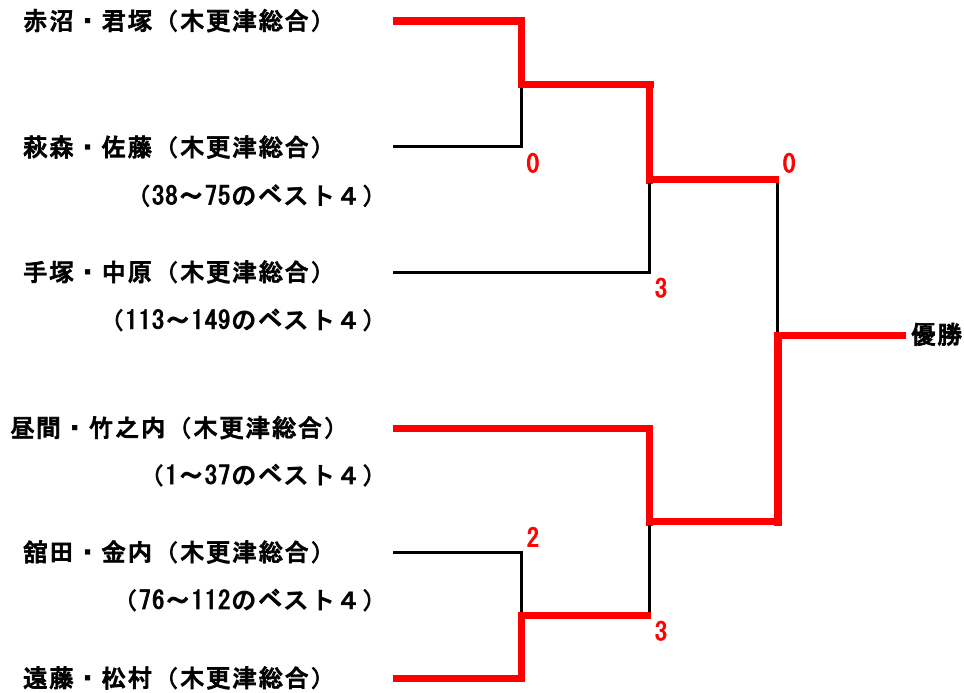 赤沼・君塚（木更津総合）
萩森・佐藤（木更津総合）
0
0
（38～75のベスト４）
手塚・中原（木更津総合）
3
（113～149のベスト４）
優勝
昼間・竹之内（木更津総合）
（1～37のベスト４）
2
舘田・金内（木更津総合）
（76～112のベスト４）
3
遠藤・松村（木更津総合）